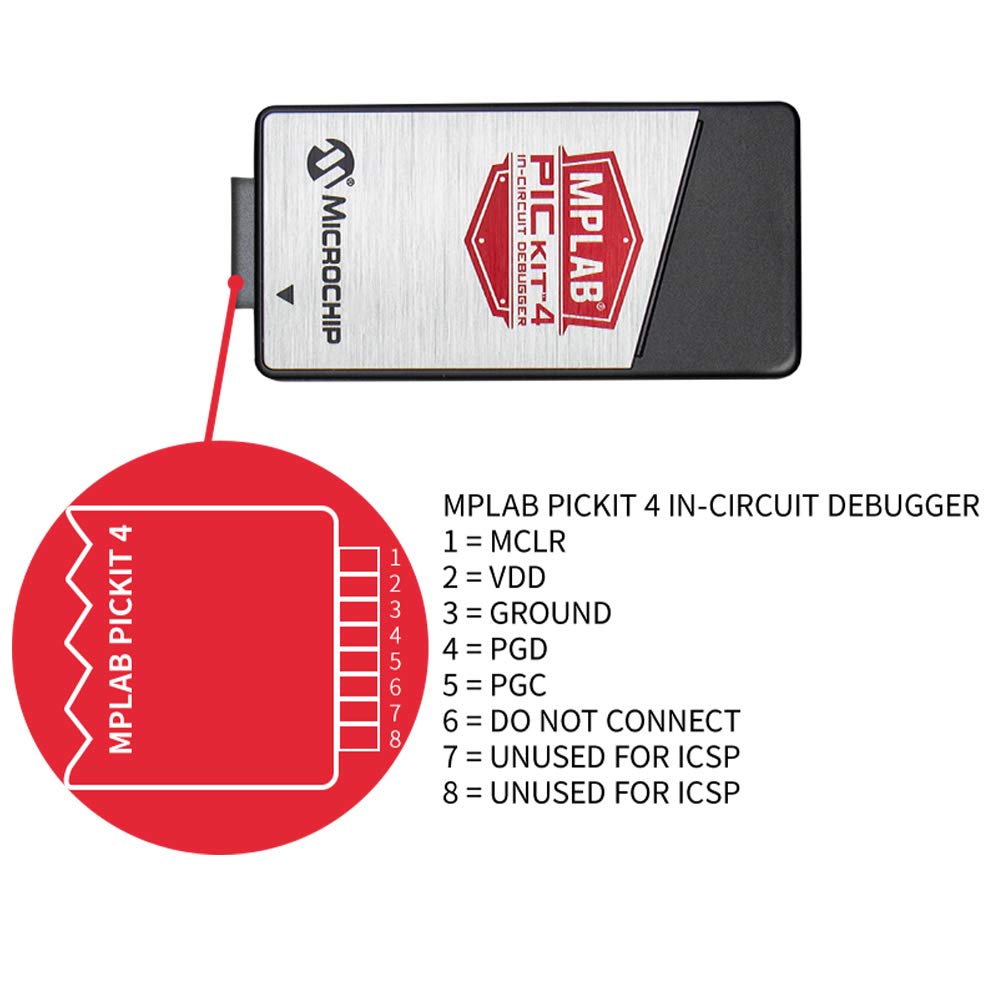 MICROCHIP
MPLAB®
PICKIT™4
IN-CIRCUIT DEBUGGER
MPLAB PICKIT 4
1
2
3
4
5
6
7
8
MPLAB PICKIT 4 IN-CIRCUIT DEBUGGER
1 = MCLR
2 = VDD
3 = GROUND
4 = PGD
5 = PGC
6 = DO NOT CONNECT
7 = UNUSED FOR ICSP
8 = UNUSED FOR ICSP